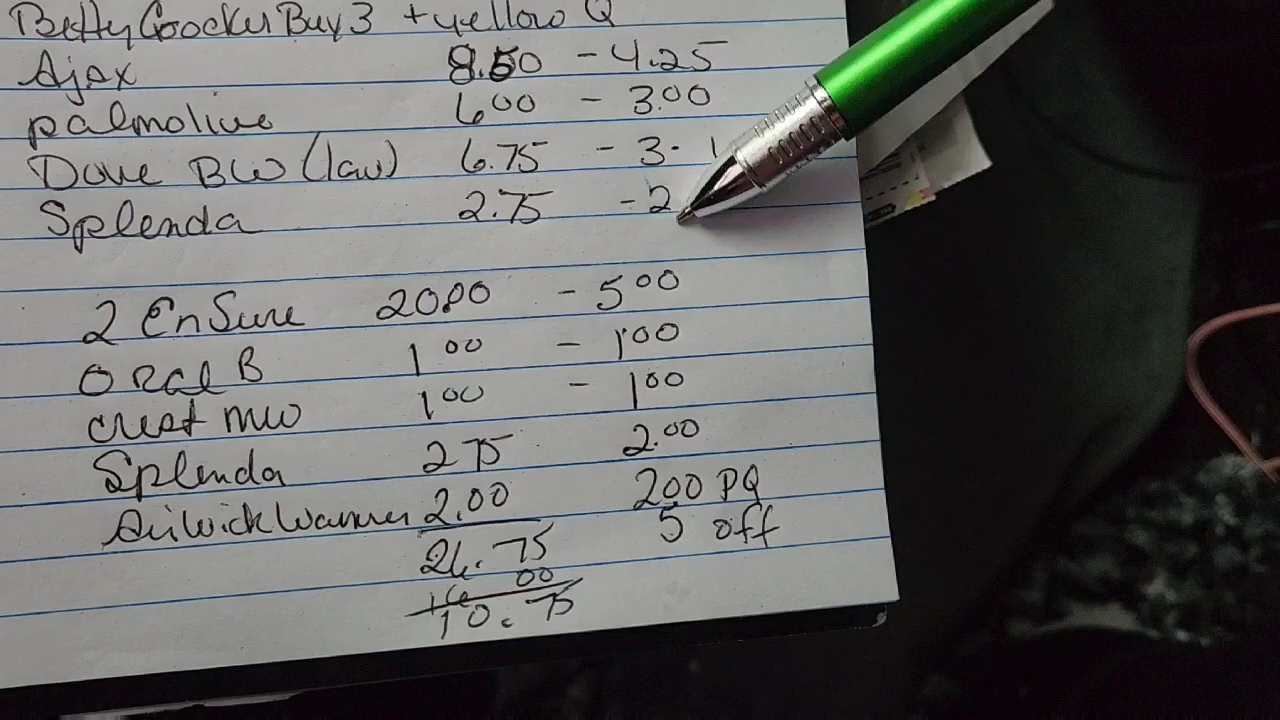 Betty Crocker Buy 3 + yellow Q
Ajax 8.50 - 4.25
palmolive 6.00 - 3.00
Dove BW (law) 6.75 - 3.
Splenda 2.75 - 2
2 EnSure 20.00 - 5.00
Oral B 1.00 - 1.00
crest mw 1.00 - 1.00
Splenda 2.75 2.00
AirWick Warmer 2.00 2.00 PQ
5 off
26.75
16.00
10.75